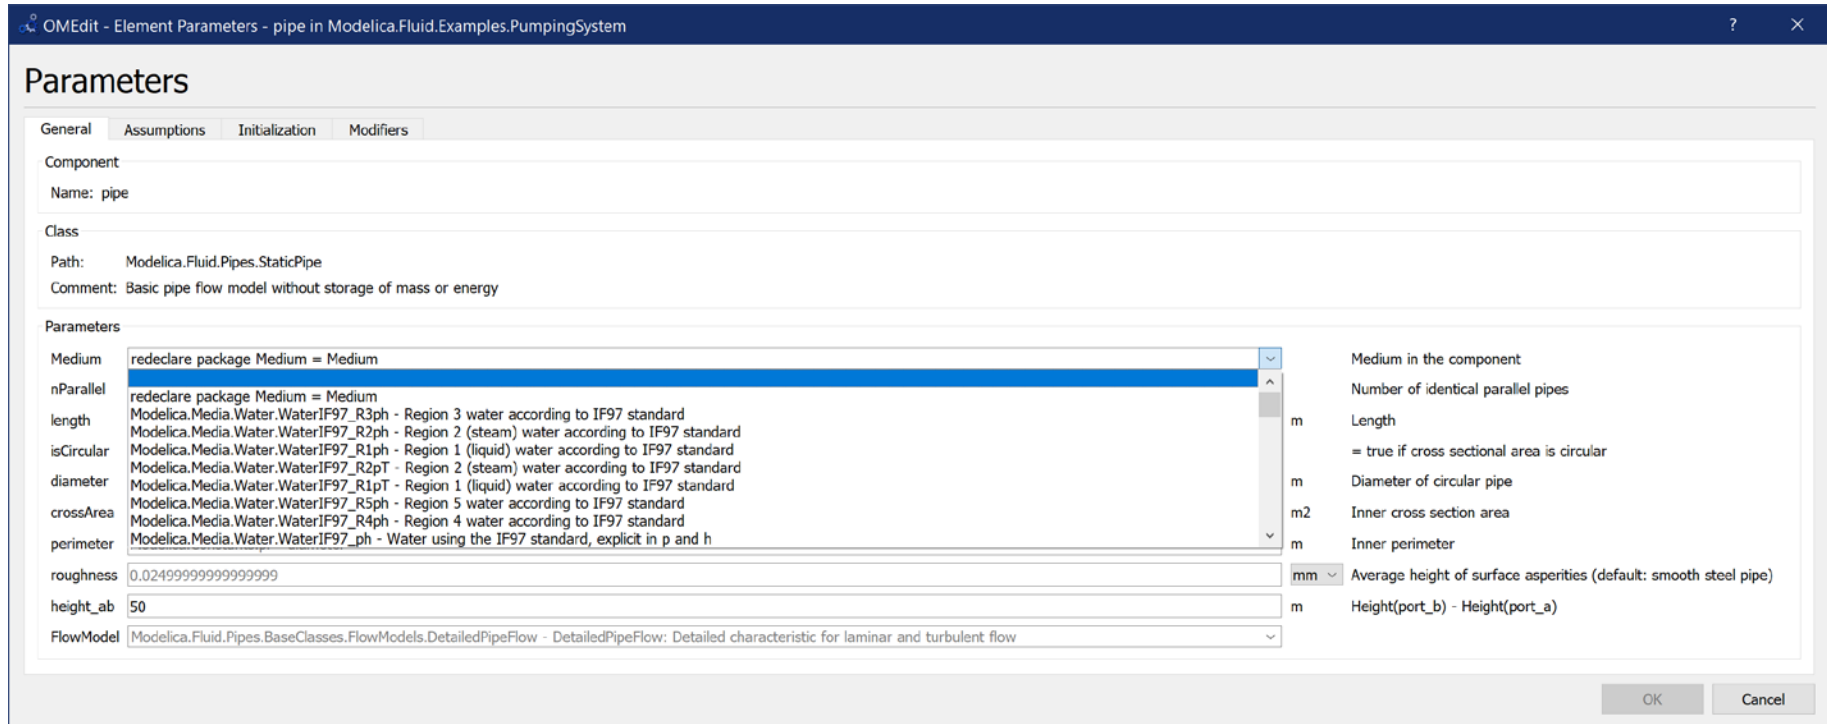 OMEdit - Element Parameters - pipe in Modelica.Fluid.Examples.PumpingSystem ? ×
Parameters
General Assumptions Initialization Modifiers
Component
Name: pipe
Class
Path: Modelica.Fluid.Pipes.StaticPipe
Comment: Basic pipe flow model without storage of mass or energy
Parameters
Medium redeclare package Medium = Medium Medium in the component
nParallel Number of identical parallel pipes
redeclare package Medium = Medium
Modelica.Media.Water.WaterIF97_R3ph - Region 3 water according to IF97 standard
length m Length
Modelica.Media.Water.WaterIF97_R2ph - Region 2 (steam) water according to IF97 standard
Modelica.Media.Water.WaterIF97_R1ph - Region 1 (liquid) water according to IF97 standard
isCircular = true if cross sectional area is circular
Modelica.Media.Water.WaterIF97_R2pT - Region 2 (steam) water according to IF97 standard
diameter m Diameter of circular pipe
Modelica.Media.Water.WaterIF97_R1pT - Region 1 (liquid) water according to IF97 standard
Modelica.Media.Water.WaterIF97_R5ph - Region 5 water according to IF97 standard
crossArea m2 Inner cross section area
Modelica.Media.Water.WaterIF97_R4ph - Region 4 water according to IF97 standard
Modelica.Media.Water.WaterIF97_ph - Water using the IF97 standard, explicit in p and h
perimeter m Inner perimeter
roughness 0.02499999999999999 mm Average height of surface asperities (default: smooth steel pipe)
height_ab 50 m Height(port_b) - Height(port_a)
FlowModel Modelica.Fluid.Pipes.BaseClasses.FlowModels.DetailedPipeFlow - DetailedPipeFlow: Detailed characteristic for laminar and turbulent flow
OK Cancel